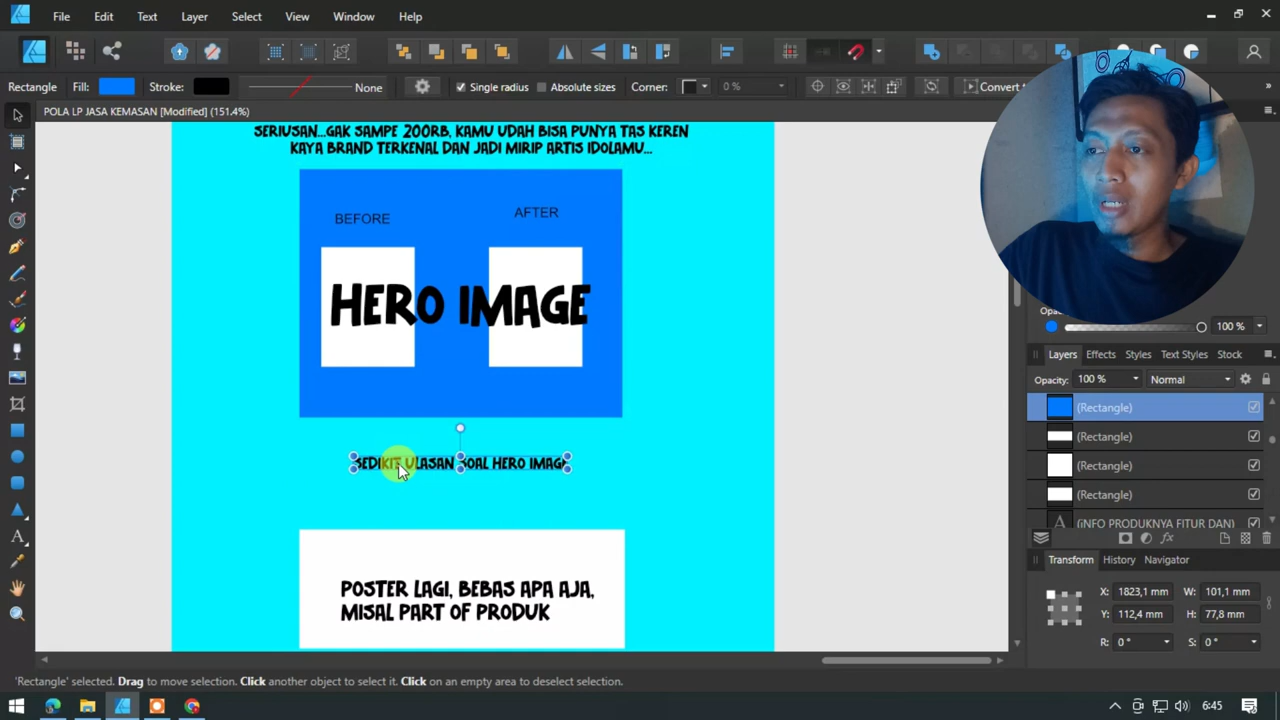 File Edit Text Layer Select View Window Help
Rectangle Fill: Stroke: None Single radius Absolute sizes Corner: 0 % Convert to
POLA LP JASA KEMASAN [Modified] (151.4%)
SERIUSAN...GAK SAMPE 200RB, KAMU UDAH BISA PUNYA TAS KEREN
KAYA BRAND TERKENAL DAN JADI MIRIP ARTIS IDOLAMU...
BEFORE
AFTER
HERO IMAGE
SEDIKIT ULASAN SOAL HERO IMAGE
POSTER LAGI, BEBAS APA AJA,
MISAL PART OF PRODUK
100 %
Layers Effects Styles Text Styles Stock
Opacity: 100 % Normal
(Rectangle)
(Rectangle)
(Rectangle)
(Rectangle)
(iNFO PRODUKNYA FITUR DAN)
Transform History Navigator
X: 1823,1 mm W: 101,1 mm
Y: 112,4 mm H: 77,8 mm
R: 0 ° S: 0 °
'Rectangle' selected. Drag to move selection. Click another object to select it. Click on an empty area to deselect selection.
6:45